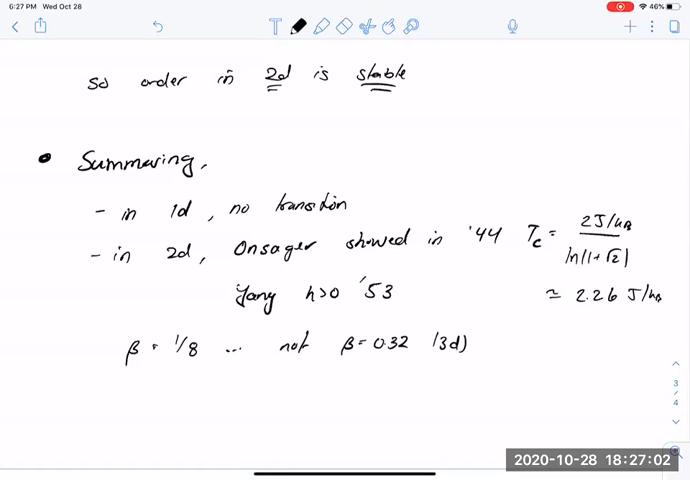 6:27 PM Wed Oct 28
46%
So order in 2d is stable
Summaring,
- in 1d, no transition
- in 2d, Onsager showed in '44 Tc = 2J/kB / ln(1+√2)
Yang h>0 '53 ≃ 2.26 J/kB
β = 1/8 ... not β = 0.32 (3d)
3
/
4
2020-10-28 18:27:02